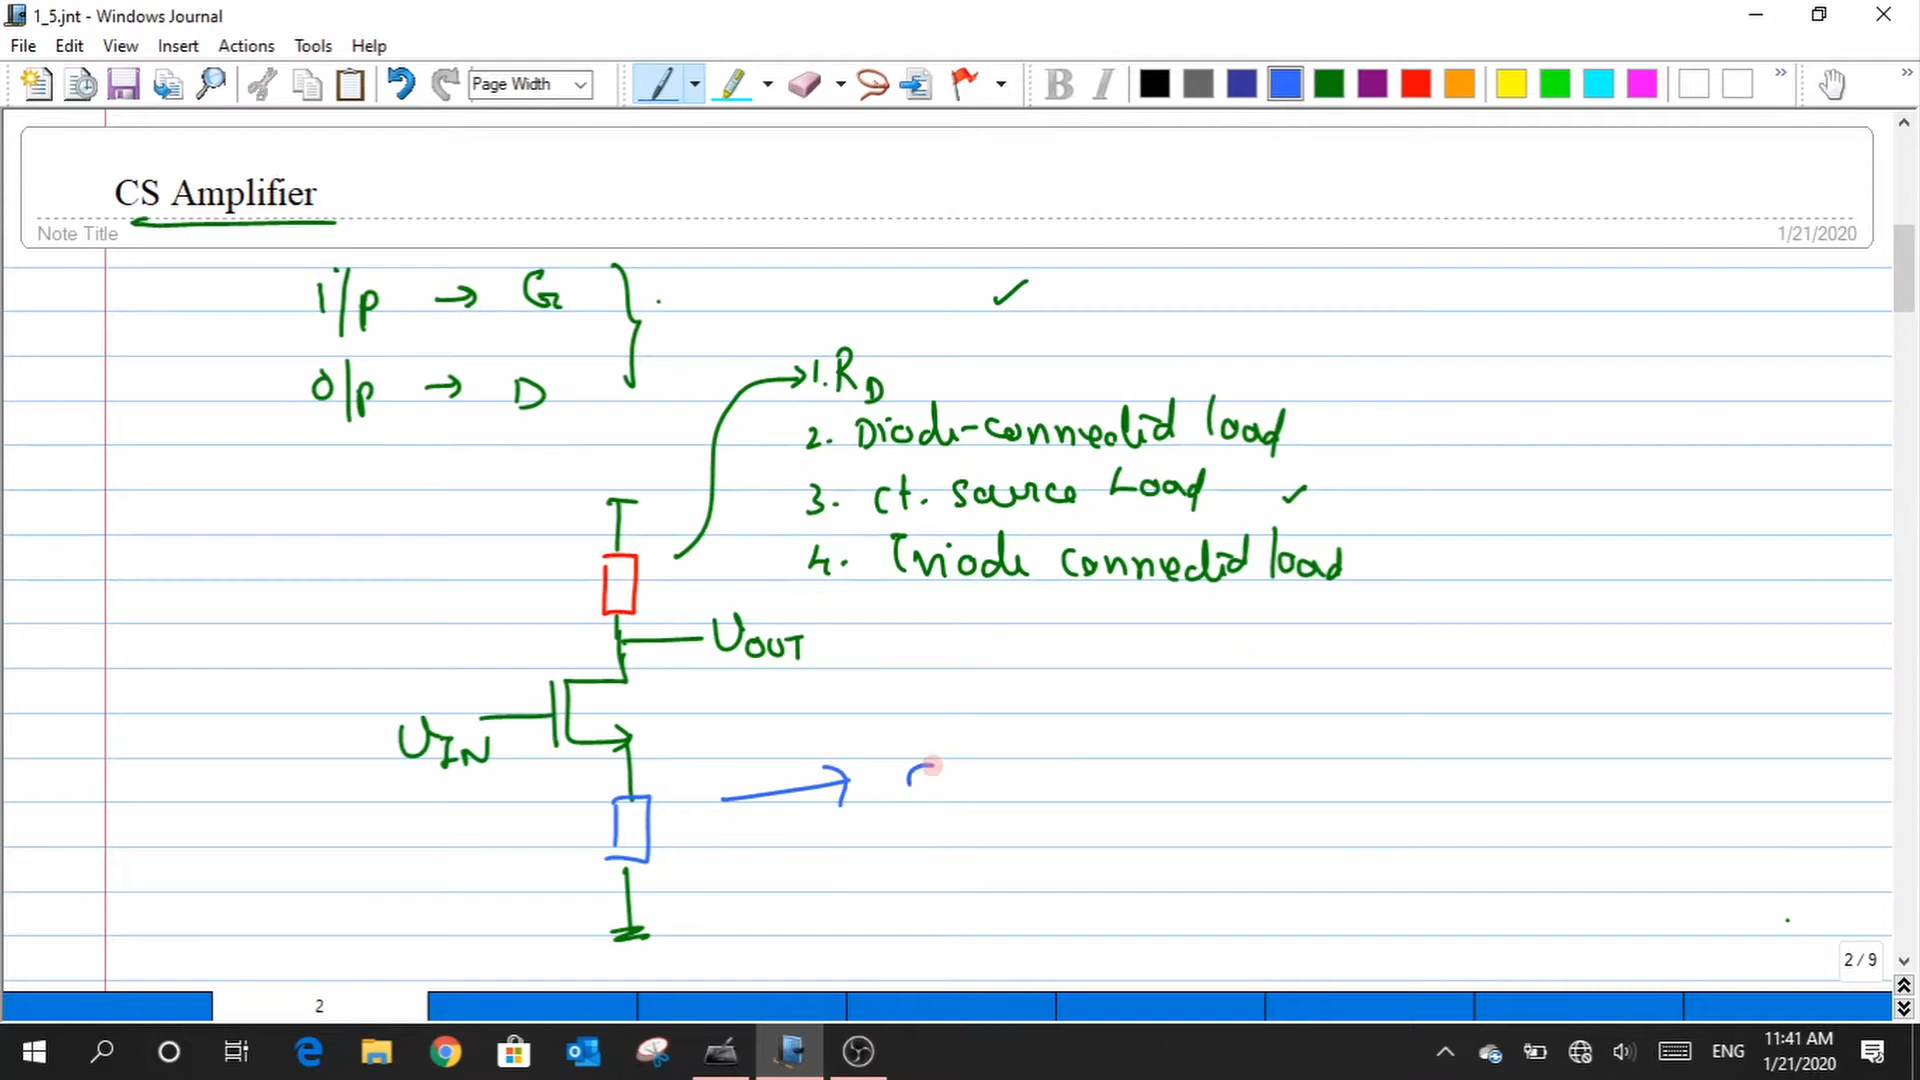 1_5.jnt - Windows Journal
File Edit View Insert Actions Tools Help
Page Width
B I
CS Amplifier
Note Title
1/21/2020
i/p → G
o/p → D
1. RD
2. Diode-connected load
3. ct. source Load ✓
4. Triode connected load
VOUT
VIN
2 / 9
2
ENG
11:41 AM
1/21/2020